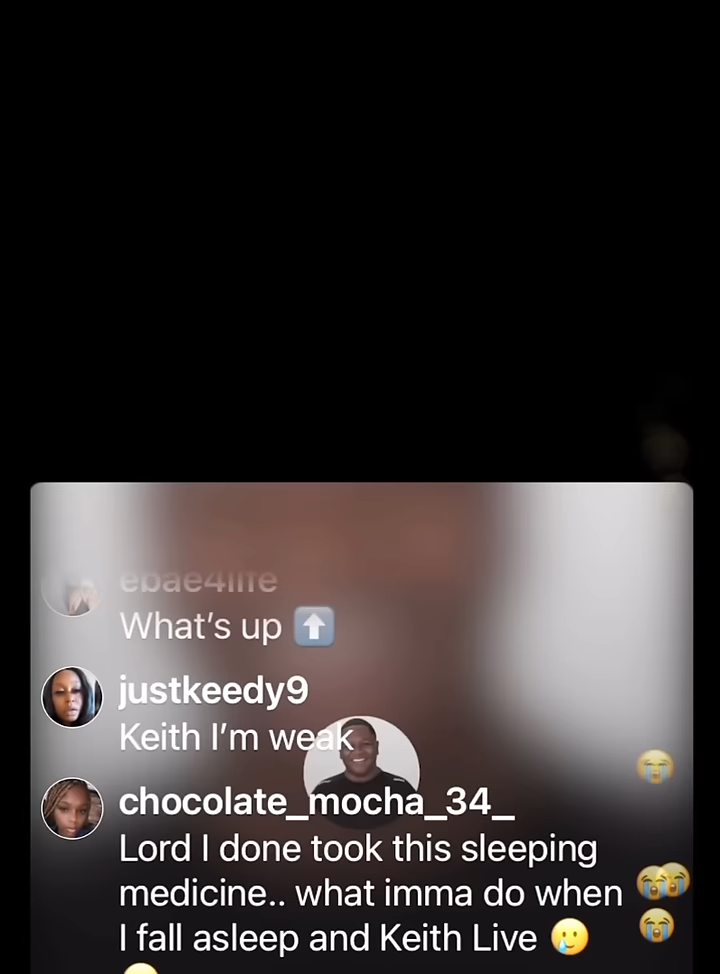 ebae4life
What's up ⬆️
justkeedy9
Keith I'm weak
chocolate_mocha_34_
Lord I done took this sleeping
medicine.. what imma do when
I fall asleep and Keith Live 🥲